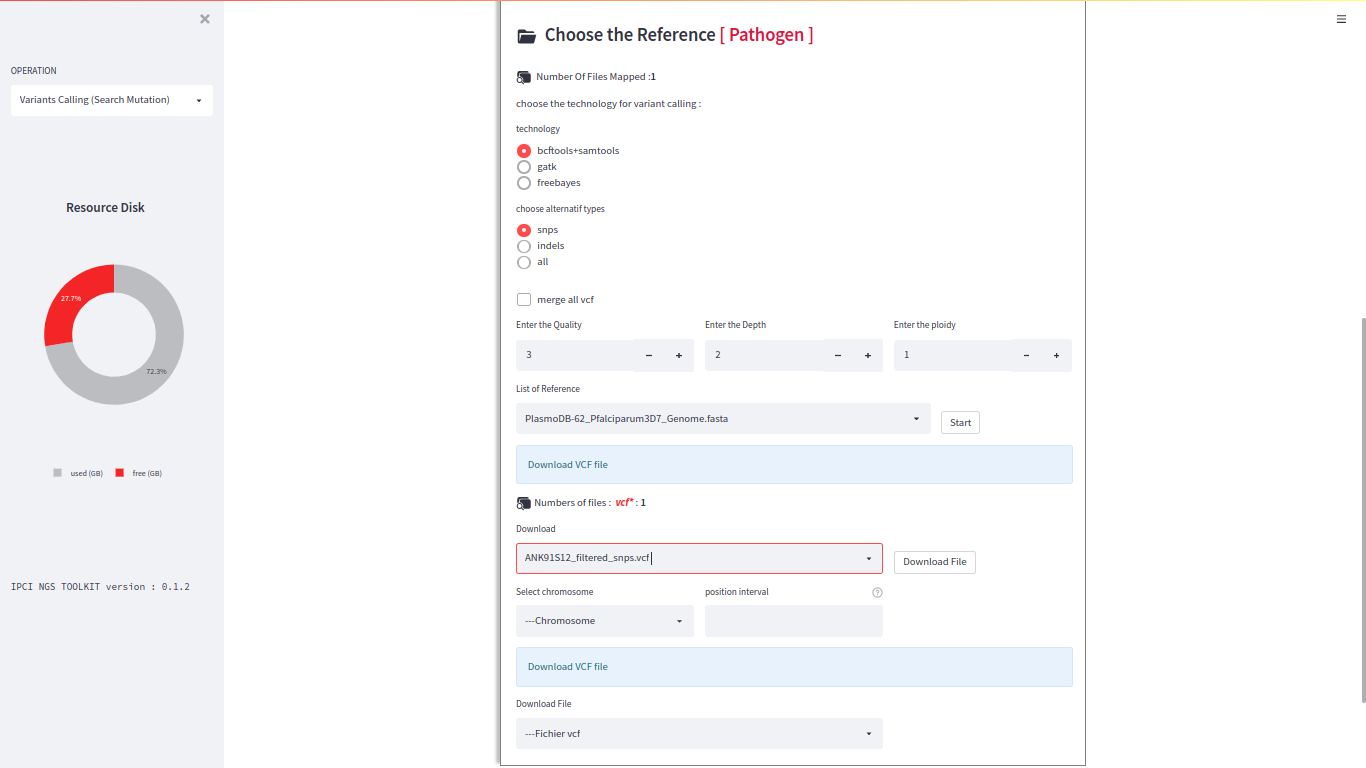 ×
OPERATION
Variants Calling (Search Mutation)
Resource Disk
27.7%
72.3%
used (GB)
free (GB)
IPCI NGS TOOLKIT version : 0.1.2
Choose the Reference [ Pathogen ]
Number Of Files Mapped :1
choose the technology for variant calling :
technology
bcftools+samtools
gatk
freebayes
choose alternatif types
snps
indels
all
merge all vcf
Enter the Quality
Enter the Depth
Enter the ploidy
3 − +
2 − +
1 − +
List of Reference
PlasmoDB-62_Pfalciparum3D7_Genome.fasta
Start
Download VCF file
Numbers of files : vcf* : 1
Download
ANK91S12_filtered_snps.vcf
Download File
Select chromosome
position interval
?
---Chromosome
Download VCF file
Download File
---Fichier vcf